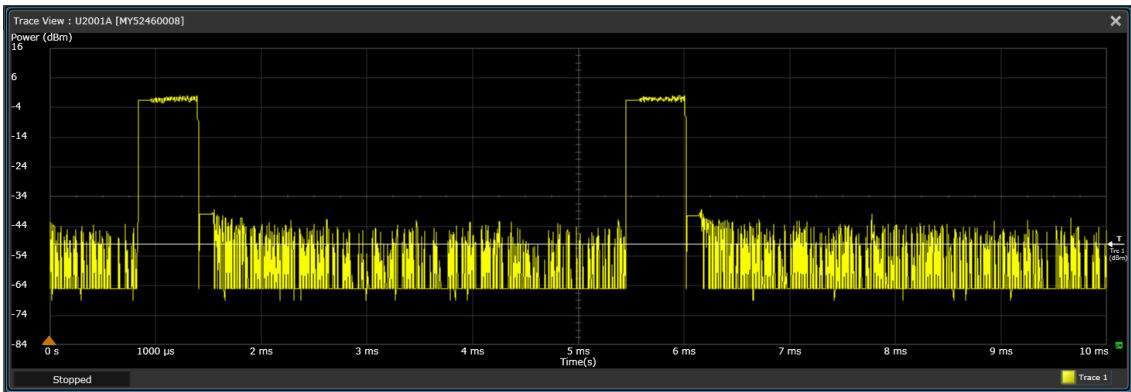 Trace View : U2001A [MY52460008]
Power (dBm)
16
6
-4
-14
-24
-34
-44
T
Trc 1
-54
(dBm)
-64
-74
-84
0 s 1000 µs 2 ms 3 ms 4 ms 5 ms 6 ms 7 ms 8 ms 9 ms 10 ms
Time(s)
Stopped
Trace 1